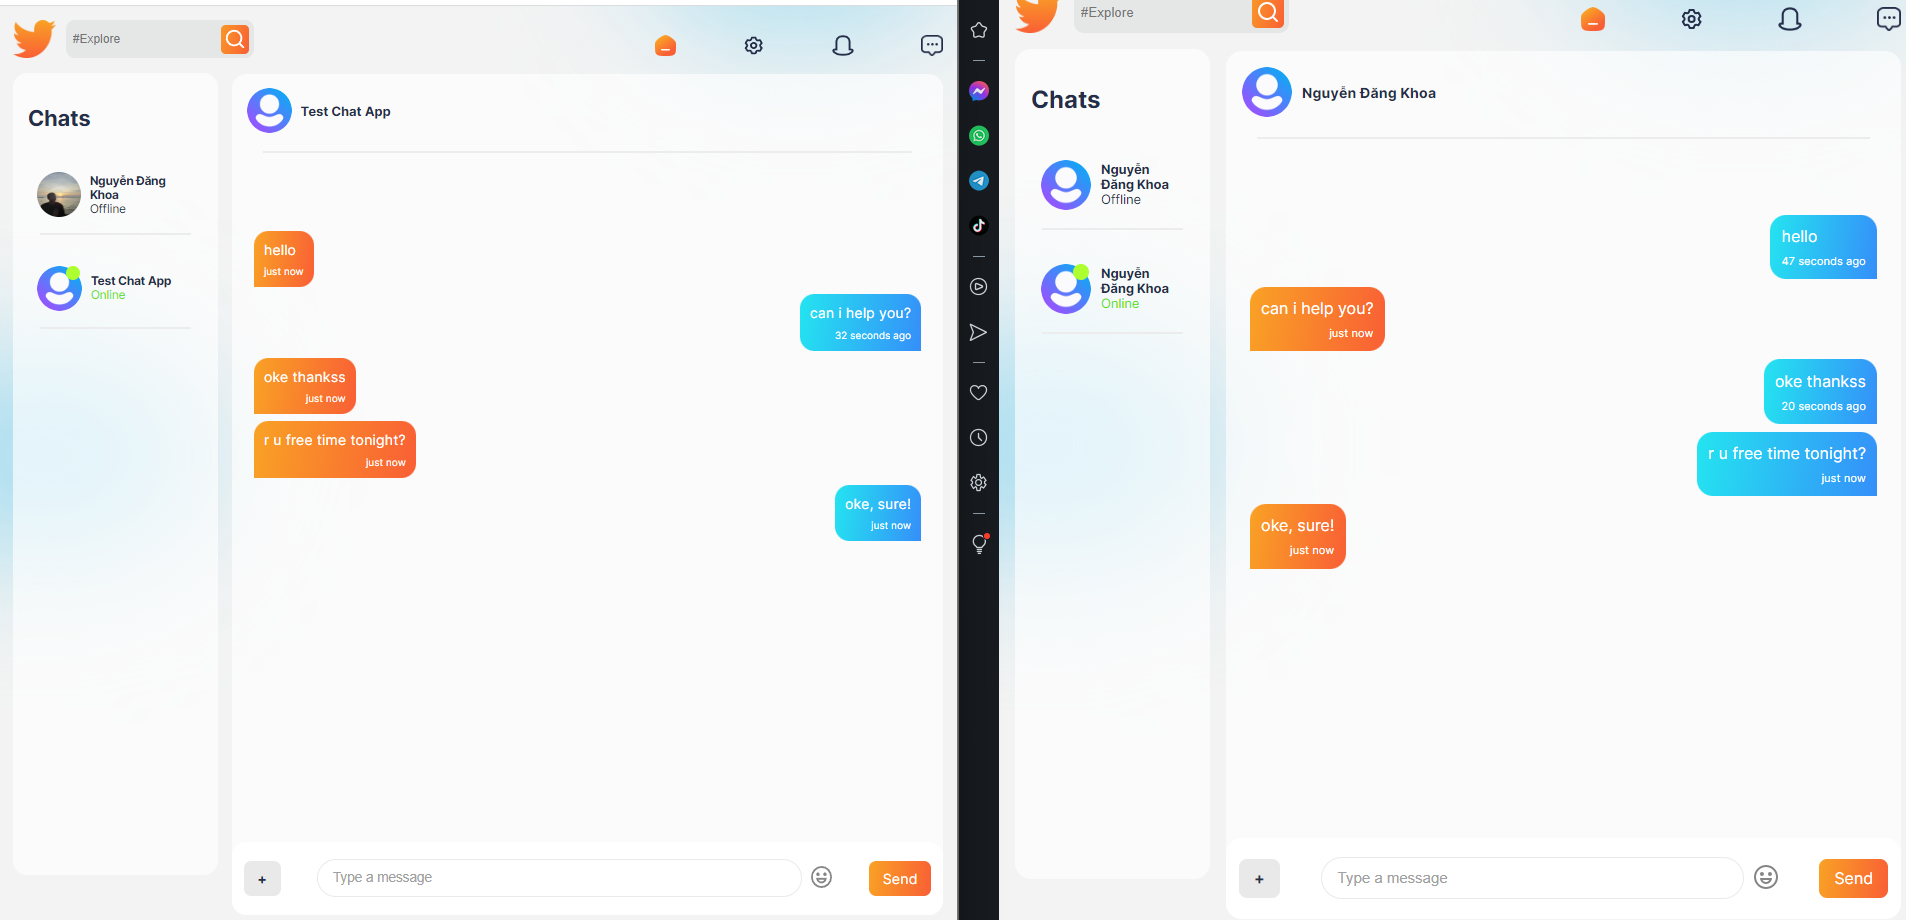 #Explore
Chats
Nguyễn Đăng
Khoa
Offline
Test Chat App
Online
Test Chat App
hello
just now
can i help you?
32 seconds ago
oke thankss
just now
r u free time tonight?
just now
oke, sure!
just now
+
Type a message
Send
#Explore
Chats
Nguyễn
Đăng Khoa
Offline
Nguyễn
Đăng Khoa
Online
Nguyễn Đăng Khoa
hello
47 seconds ago
can i help you?
just now
oke thankss
20 seconds ago
r u free time tonight?
just now
oke, sure!
just now
+
Type a message
Send